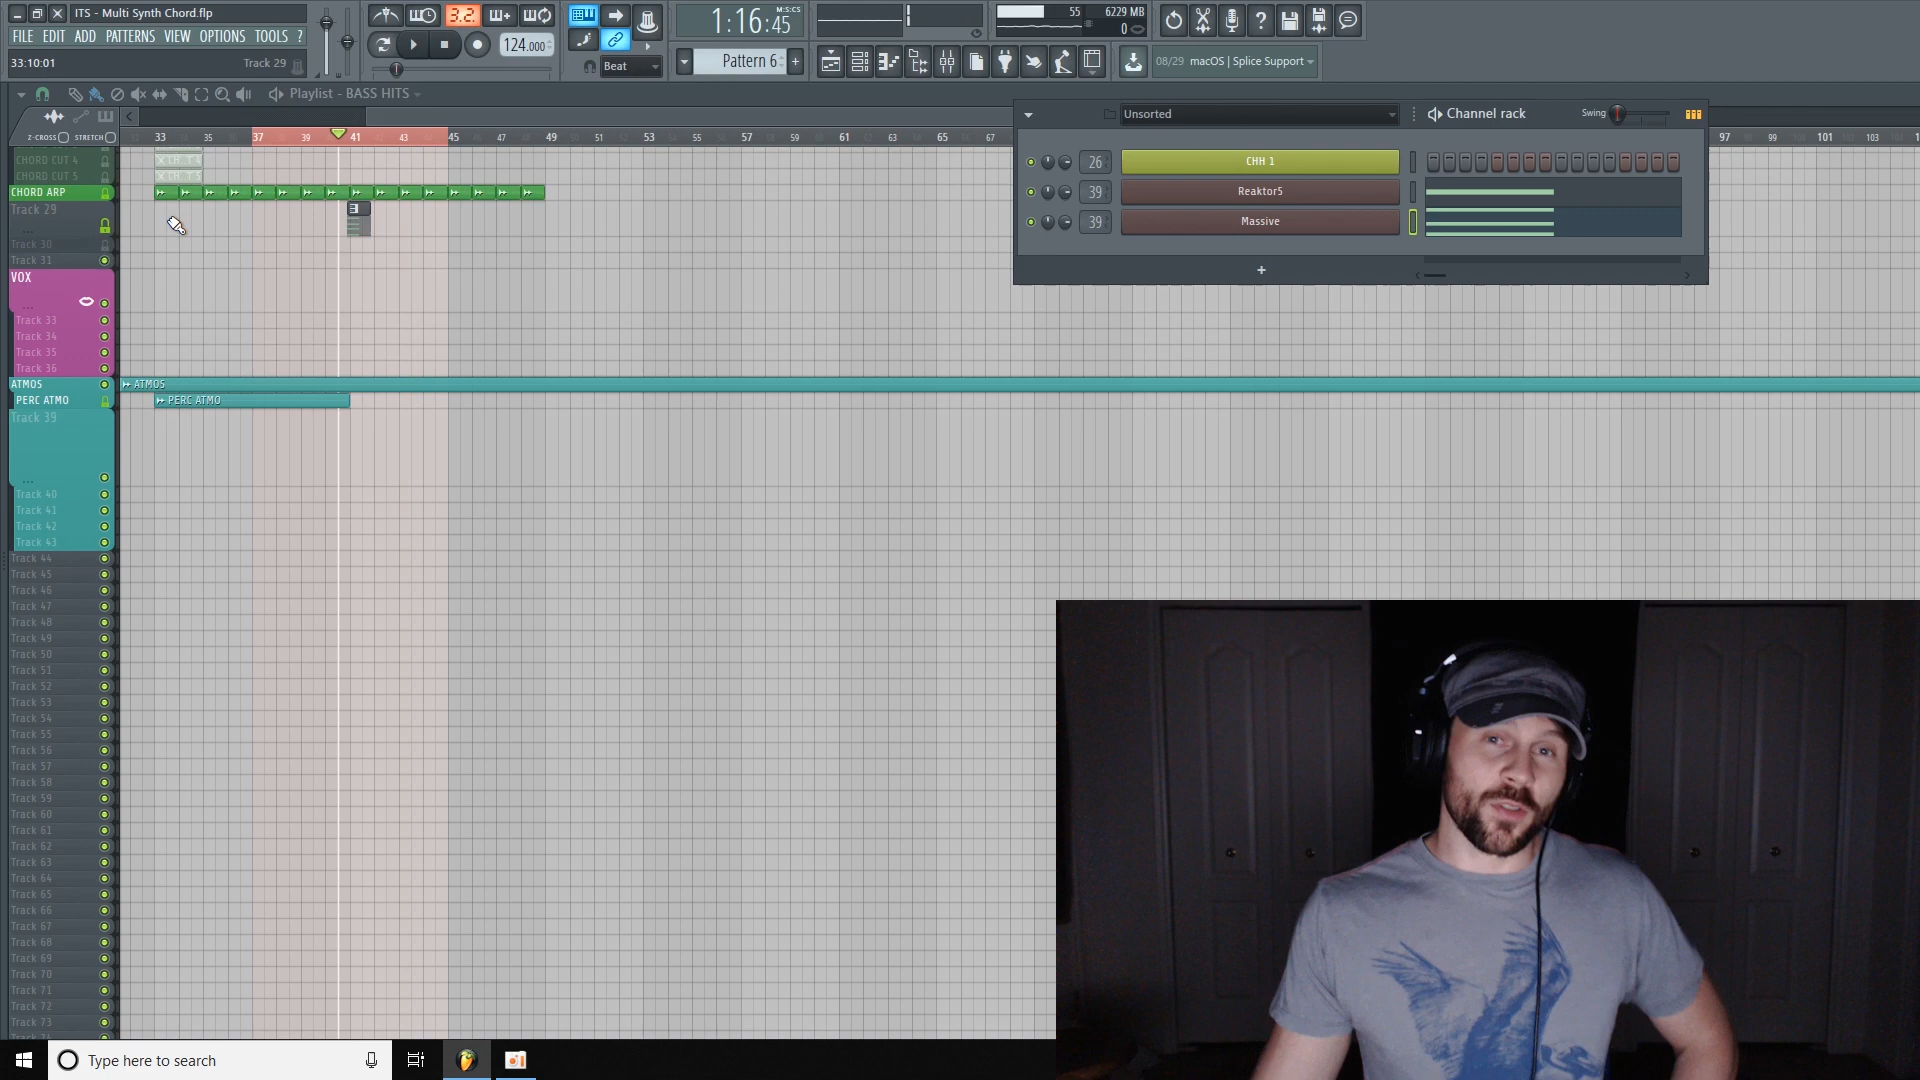 ITS - Multi Synth Chord.flp
FILE EDIT ADD PATTERNS VIEW OPTIONS TOOLS ?
33:10:01 Track 29
3.2.
124.000
Beat
1:16:45 M:S:CS
Pattern 6
55 6229 MB
0
08/29 macOS | Splice Support
Playlist - BASS HITS
Z-CROSS STRETCH
33 35 37 39 41 43 45 47 49 51 53 55 57 59 61 63 65 67 97 99 101 103
Unsorted
Channel rack
Swing
26 CHH 1
39 Reaktor5
39 Massive
+
CHORD CUT 4
CHORD CUT 5
CHORD ARP
Track 29
Track 30
Track 31
VOX
Track 33
Track 34
Track 35
Track 36
ATMOS
ATMOS
PERC ATMO
PERC ATMO
Track 39
Track 40
Track 41
Track 42
Track 43
Track 44
Track 45
Track 46
Track 47
Track 48
Track 49
Track 50
Track 51
Track 52
Track 53
Track 54
Track 55
Track 56
Track 57
Track 58
Track 59
Track 60
Track 61
Track 62
Track 63
Track 64
Track 65
Track 66
Track 67
Track 68
Track 69
Track 70
Track 71
Track 72
Track 73
Type here to search